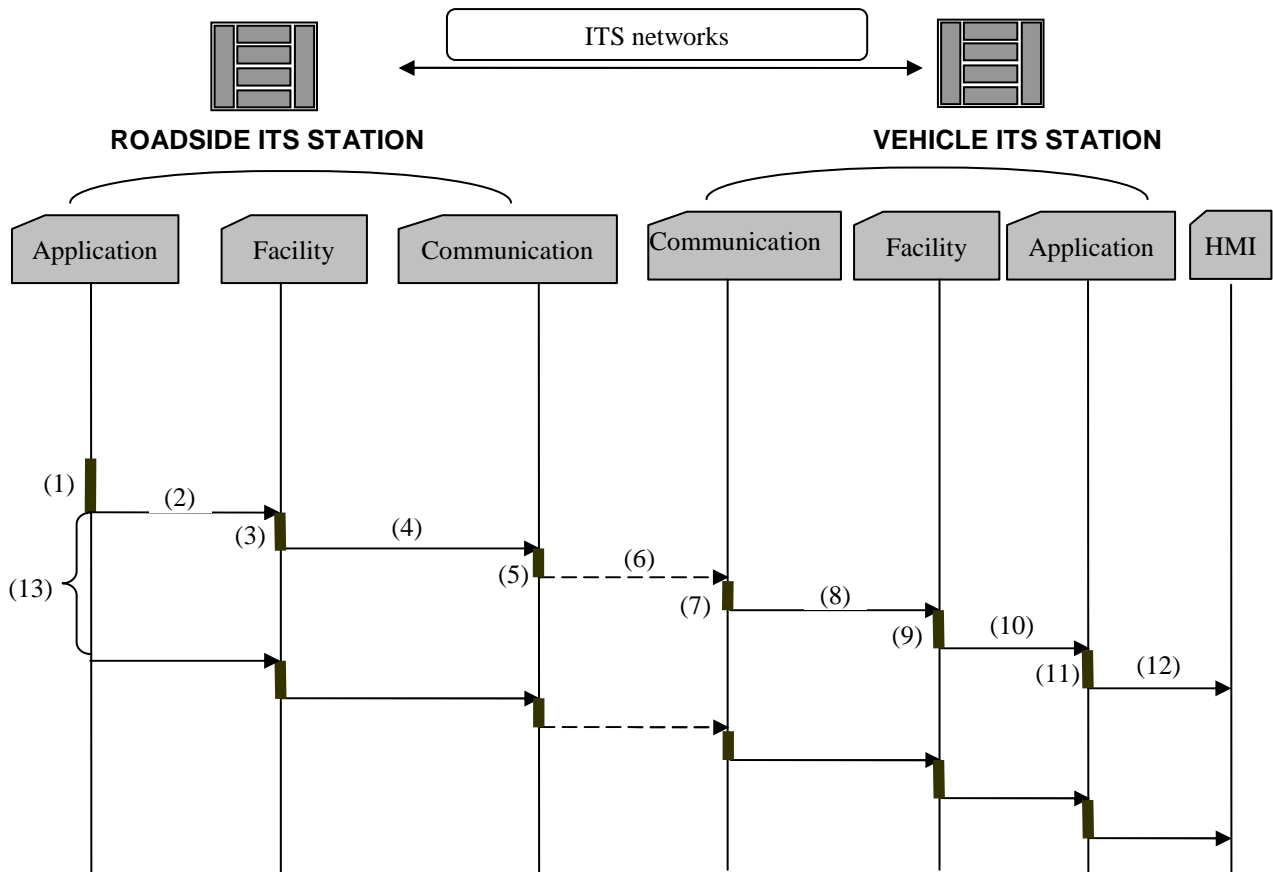 ITS networks
ROADSIDE ITS STATION
VEHICLE ITS STATION
Application
Facility
Communication
Communication
Facility
Application
HMI
(1)
(2)
(3)
(4)
(5)
(6)
(7)
(8)
(9)
(10)
(11)
(12)
(13)